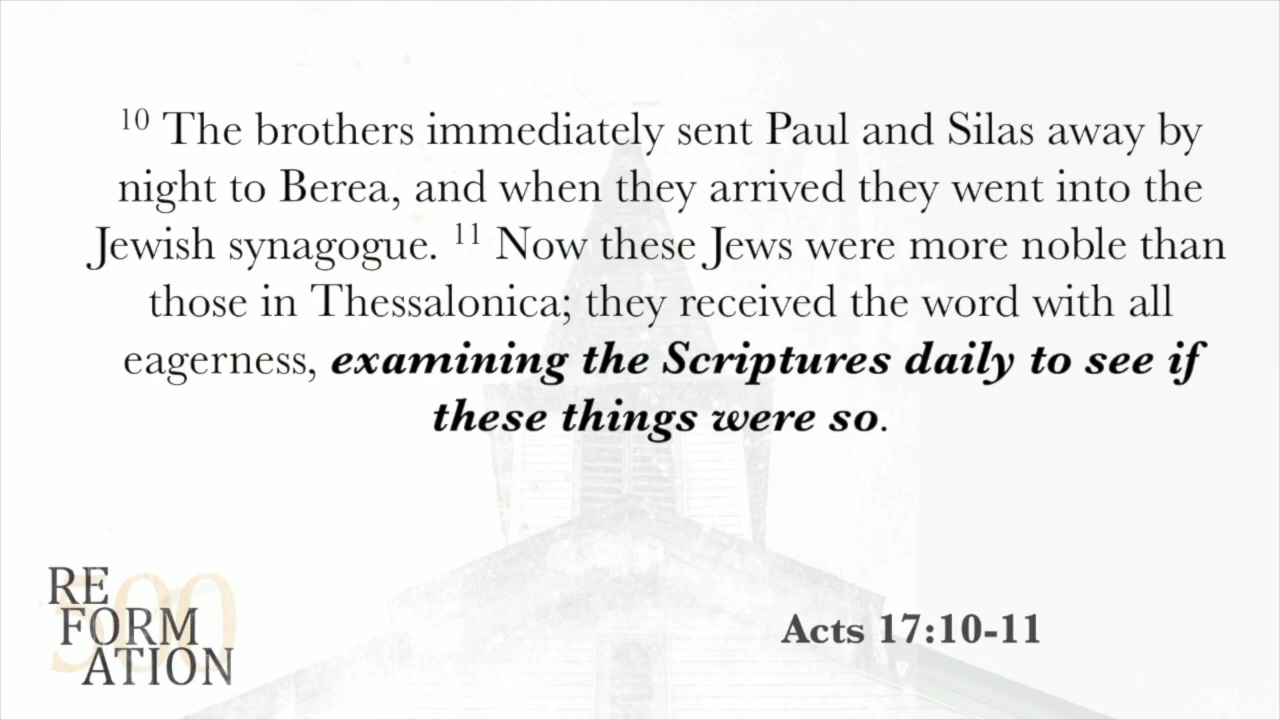 10 The brothers immediately sent Paul and Silas away by
night to Berea, and when they arrived they went into the
Jewish synagogue. 11 Now these Jews were more noble than
those in Thessalonica; they received the word with all
eagerness, examining the Scriptures daily to see if
these things were so.
500
RE
FORM
ATION
Acts 17:10-11